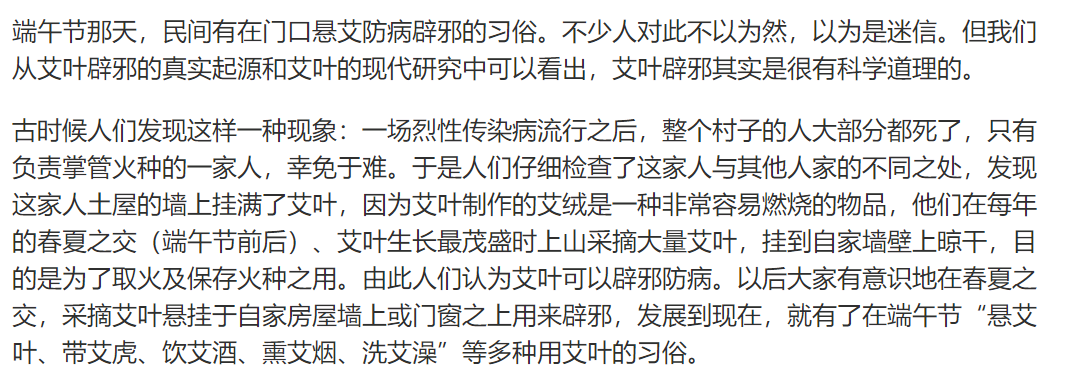 端午节那天，民间有在门口悬艾防病辟邪的习俗。不少人对此不以为然，以为是迷信。但我们
从艾叶辟邪的真实起源和艾叶的现代研究中可以看出，艾叶辟邪其实是很有科学道理的。
古时候人们发现这样一种现象：一场烈性传染病流行之后，整个村子的人大部分都死了，只有
负责掌管火种的一家人，幸免于难。于是人们仔细检查了这家人与其他人家的不同之处，发现
这家人土屋的墙上挂满了艾叶，因为艾叶制作的艾绒是一种非常容易燃烧的物品，他们在每年
的春夏之交（端午节前后）、艾叶生长最茂盛时上山采摘大量艾叶，挂到自家墙壁上晾干，目
的是为了取火及保存火种之用。由此人们认为艾叶可以辟邪防病。以后大家有意识地在春夏之
交，采摘艾叶悬挂于自家房屋墙上或门窗之上用来辟邪，发展到现在，就有了在端午节“悬艾
叶、带艾虎、饮艾酒、熏艾烟、洗艾澡”等多种用艾叶的习俗。